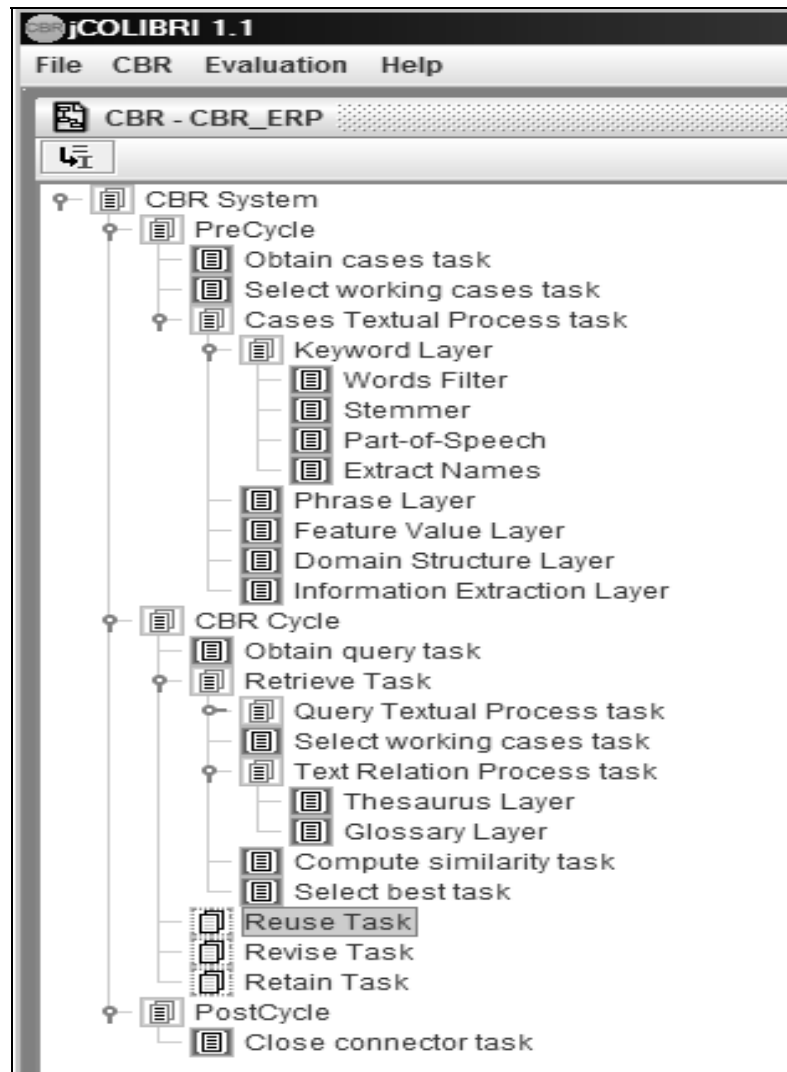 CBR jCOLIBRI 1.1
File CBR Evaluation Help
CBR - CBR_ERP
CBR System
PreCycle
Obtain cases task
Select working cases task
Cases Textual Process task
Keyword Layer
Words Filter
Stemmer
Part-of-Speech
Extract Names
Phrase Layer
Feature Value Layer
Domain Structure Layer
Information Extraction Layer
CBR Cycle
Obtain query task
Retrieve Task
Query Textual Process task
Select working cases task
Text Relation Process task
Thesaurus Layer
Glossary Layer
Compute similarity task
Select best task
Reuse Task
Revise Task
Retain Task
PostCycle
Close connector task